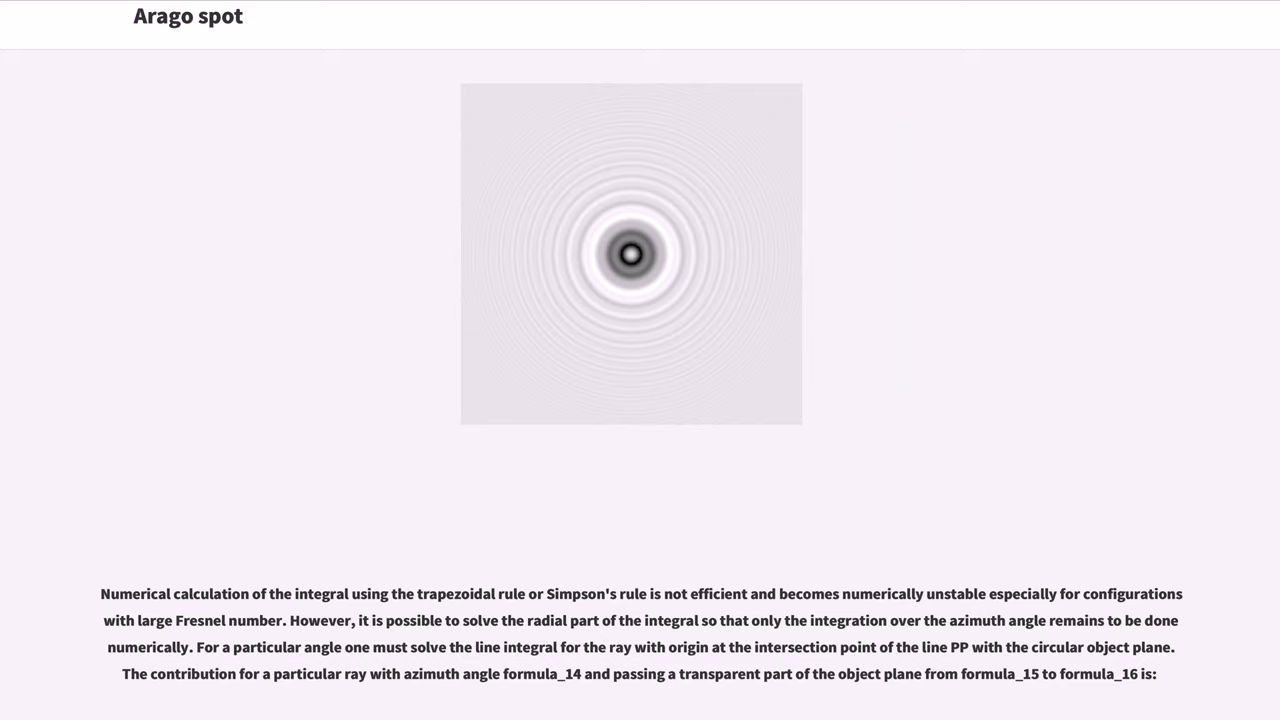 Arago spot
Numerical calculation of the integral using the trapezoidal rule or Simpson's rule is not efficient and becomes numerically unstable especially for configurations
with large Fresnel number. However, it is possible to solve the radial part of the integral so that only the integration over the azimuth angle remains to be done
numerically. For a particular angle one must solve the line integral for the ray with origin at the intersection point of the line PP with the circular object plane.
The contribution for a particular ray with azimuth angle formula_14 and passing a transparent part of the object plane from formula_15 to formula_16 is: